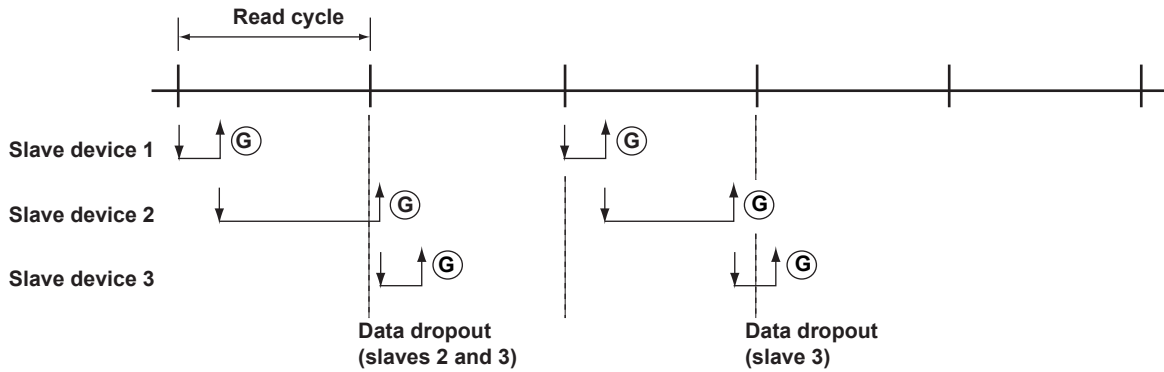 Read cycle
Slave device 1
G
G
Slave device 2
G
G
Slave device 3
G
G
Data dropout
(slaves 2 and 3)
Data dropout
(slave 3)